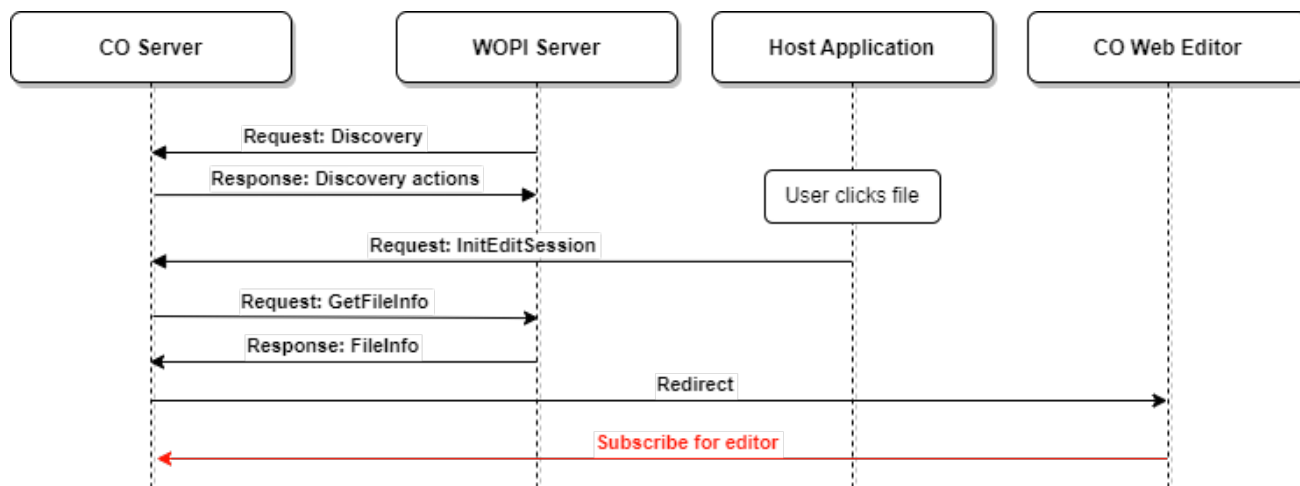 CO Server
WOPI Server
Host Application
CO Web Editor
Request: Discovery
Response: Discovery actions
User clicks file
Request: InitEditSession
Request: GetFileInfo
Response: FileInfo
Redirect
Subscribe for editor